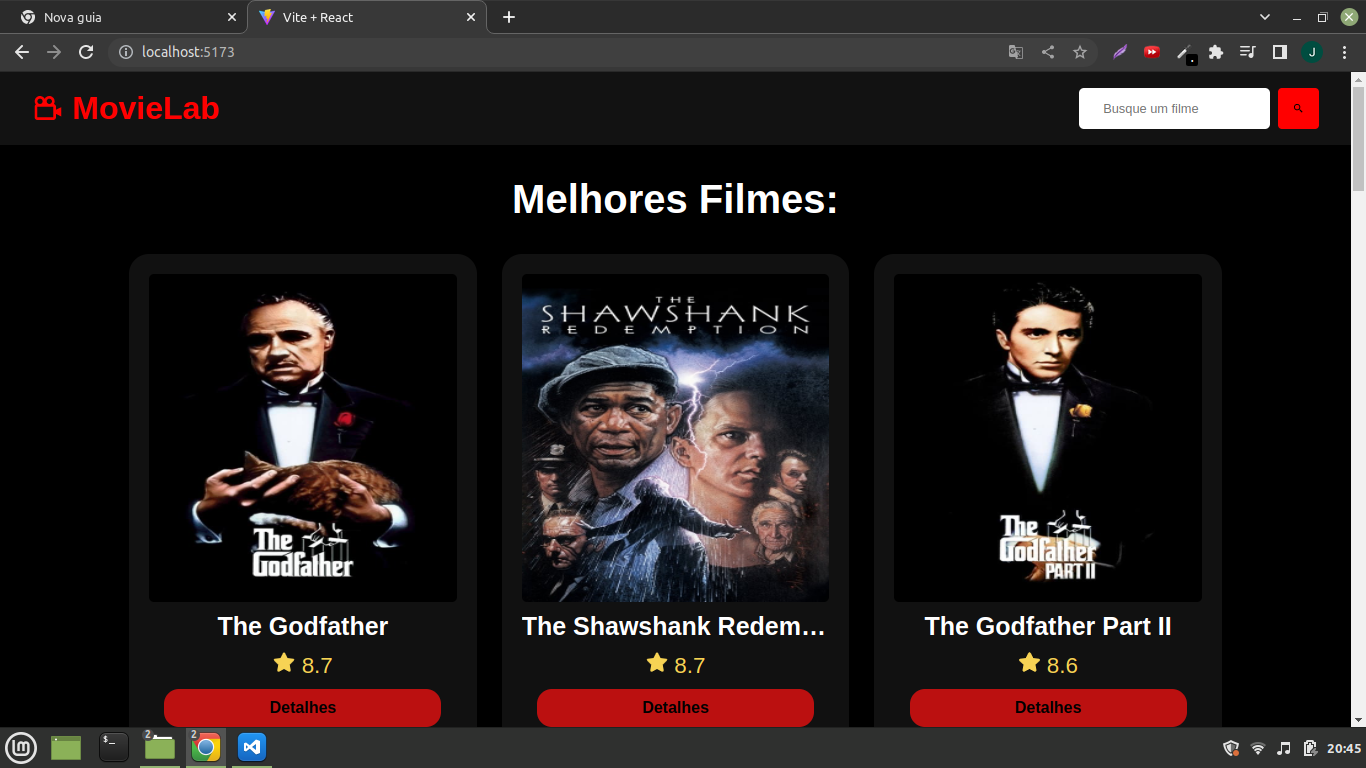 Nova guia
Vite + React
localhost:5173
J
MovieLab
Busque um filme
Melhores Filmes:
The Godfather
THE SHAWSHANK REDEMPTION
The Godfather PART II
The Godfather
The Shawshank Redem…
The Godfather Part II
8.7
8.7
8.6
Detalhes
Detalhes
Detalhes
$_
2
2
20:45